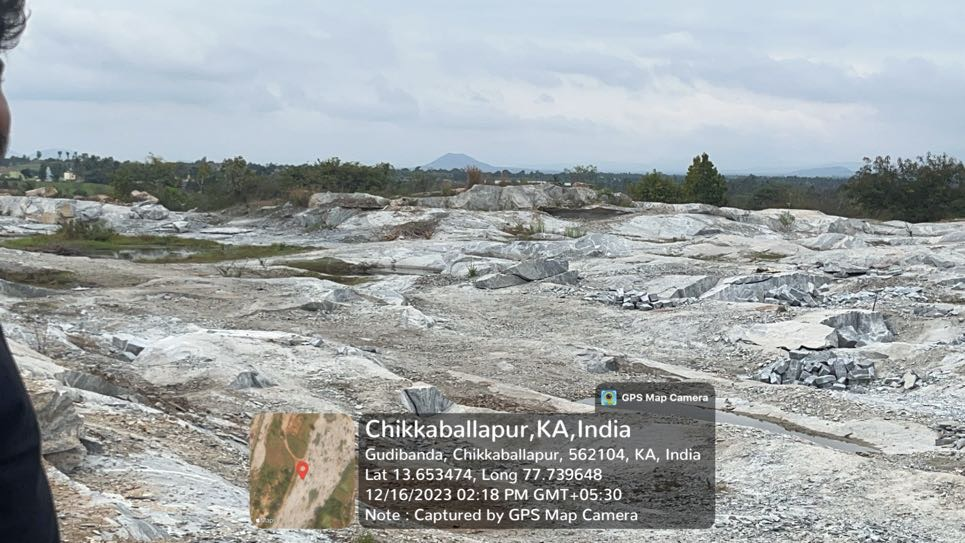 GPS Map Camera
Chikkaballapur,KA,India
Gudibanda, Chikkaballapur, 562104, KA, India
Lat 13.653474, Long 77.739648
12/16/2023 02:18 PM GMT+05:30
Note : Captured by GPS Map Camera